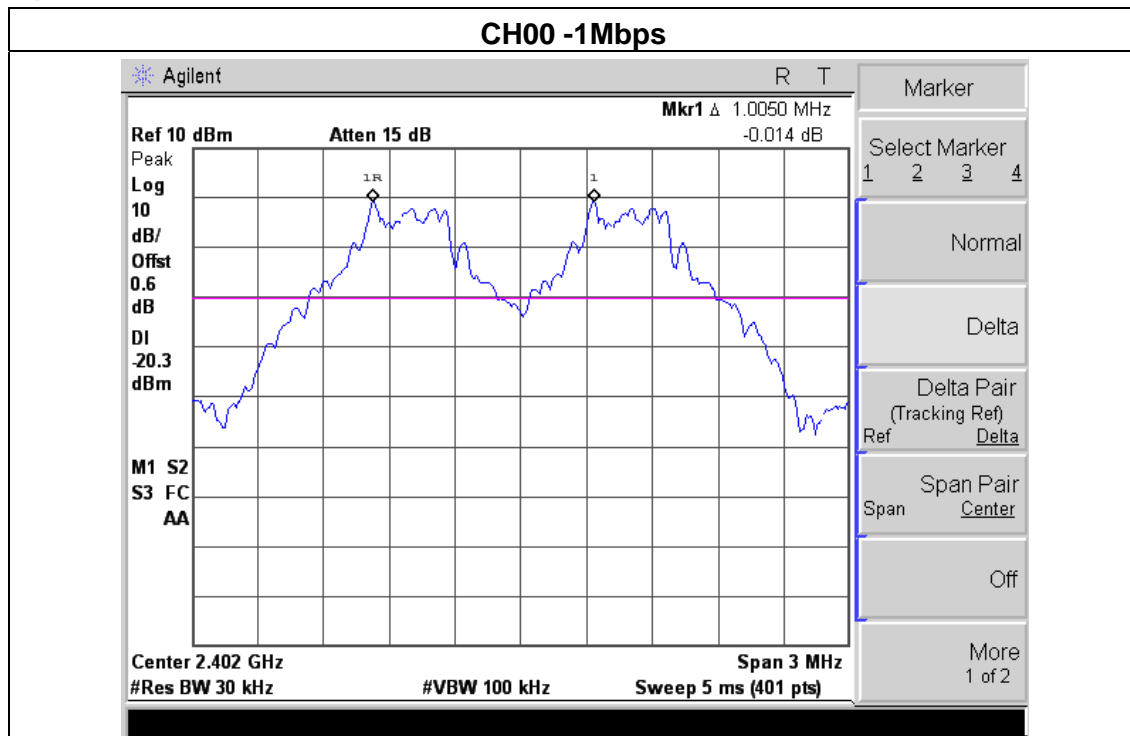 CH00 -1Mbps
Agilent R T
Mkr1 Δ 1.0050 MHz
Ref 10 dBm Atten 15 dB -0.014 dB
Peak
Log
10
dB/
Offst
0.6
dB
DI
-20.3
dBm
M1 S2
S3 FC
AA
1R
1
Center 2.402 GHz Span 3 MHz
#Res BW 30 kHz #VBW 100 kHz Sweep 5 ms (401 pts)
Marker
Select Marker
1 2 3 4
Normal
Delta
Delta Pair
(Tracking Ref)
Ref Delta
Span Pair
Span Center
Off
More
1 of 2